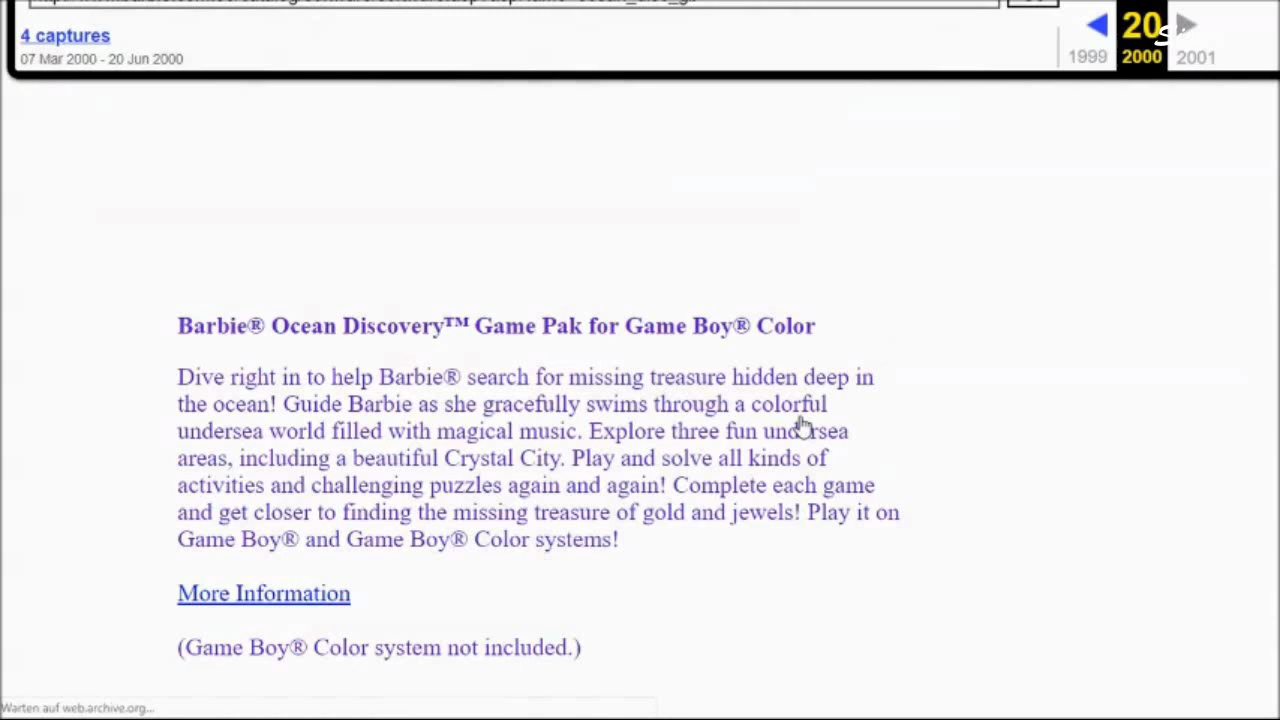 4 captures
20
07 Mar 2000 - 20 Jun 2000
1999
2000
2001
Barbie® Ocean Discovery™ Game Pak for Game Boy® Color
Dive right in to help Barbie® search for missing treasure hidden deep in
the ocean! Guide Barbie as she gracefully swims through a colorful
undersea world filled with magical music. Explore three fun undersea
areas, including a beautiful Crystal City. Play and solve all kinds of
activities and challenging puzzles again and again! Complete each game
and get closer to finding the missing treasure of gold and jewels! Play it on
Game Boy® and Game Boy® Color systems!
More Information
(Game Boy® Color system not included.)
Warten auf web.archive.org...